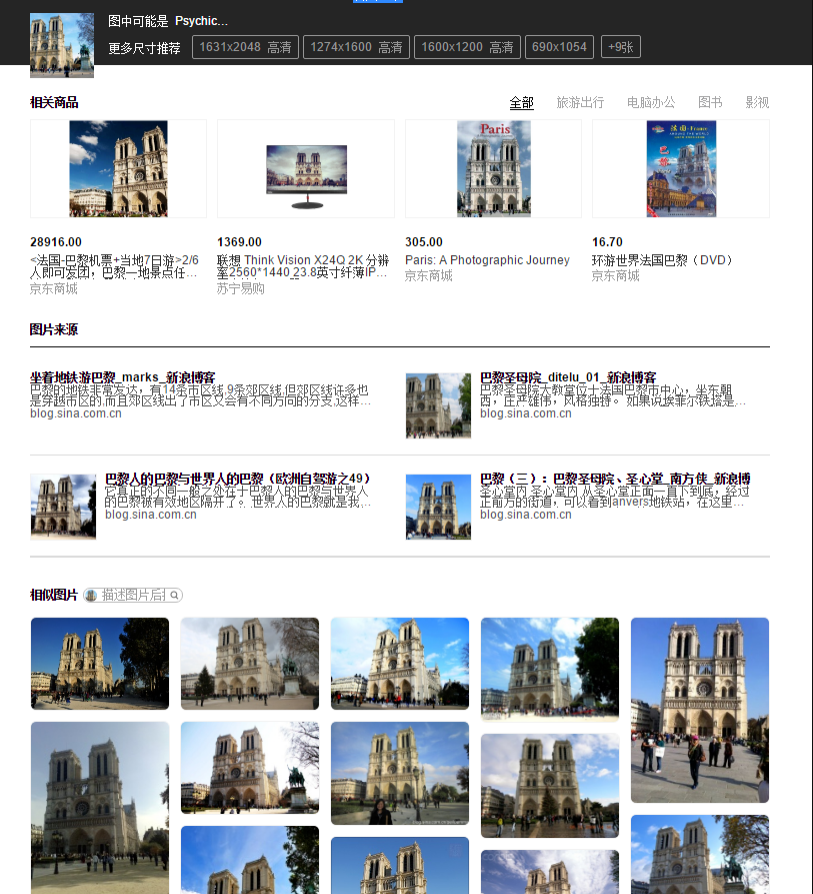 图中可能是 Psychic...
更多尺寸推荐 1631x2048 高清 1274x1600 高清 1600x1200 高清 690x1054 +9张
相关商品
全部 旅游出行 电脑办公 图书 影视
Paris
法国·France
28916.00
<法国-巴黎机票+当地7日游>2/6
人即可发团，巴黎一地景点任...
京东商城
1369.00
联想 Think Vision X24Q 2K 分辨
率2560*1440 23.8英寸纤薄IP...
苏宁易购
305.00
Paris: A Photographic Journey
京东商城
16.70
环游世界法国巴黎（DVD）
京东商城
图片来源
坐着地铁游巴黎_marks_新浪博客
巴黎的地铁非常发达，有14条市区线,9条郊区线,但郊区线许多也
是穿越市区的,而且郊区线出了市区又会有不同方向的分支,这样...
blog.sina.com.cn
巴黎圣母院_ditelu_01_新浪博客
巴黎圣母院大教堂位于法国巴黎市中心，坐东朝
西，庄严雄伟，风格独特。 如果说埃菲尔铁塔是...
blog.sina.com.cn
巴黎人的巴黎与世界人的巴黎（欧洲自驾游之49）
它真正的不同一般之处在于巴黎人的巴黎与世界人
的巴黎被有效地区隔开了。世界人的巴黎就是我...
blog.sina.com.cn
巴黎（三）：巴黎圣母院、圣心堂_南方侠_新浪博
圣心堂内 圣心堂内 从圣心堂正面一直下到底，经过
正前方的街道，可以看到anvers地铁站，在这里...
blog.sina.com.cn
相似图片 描述图片后搜